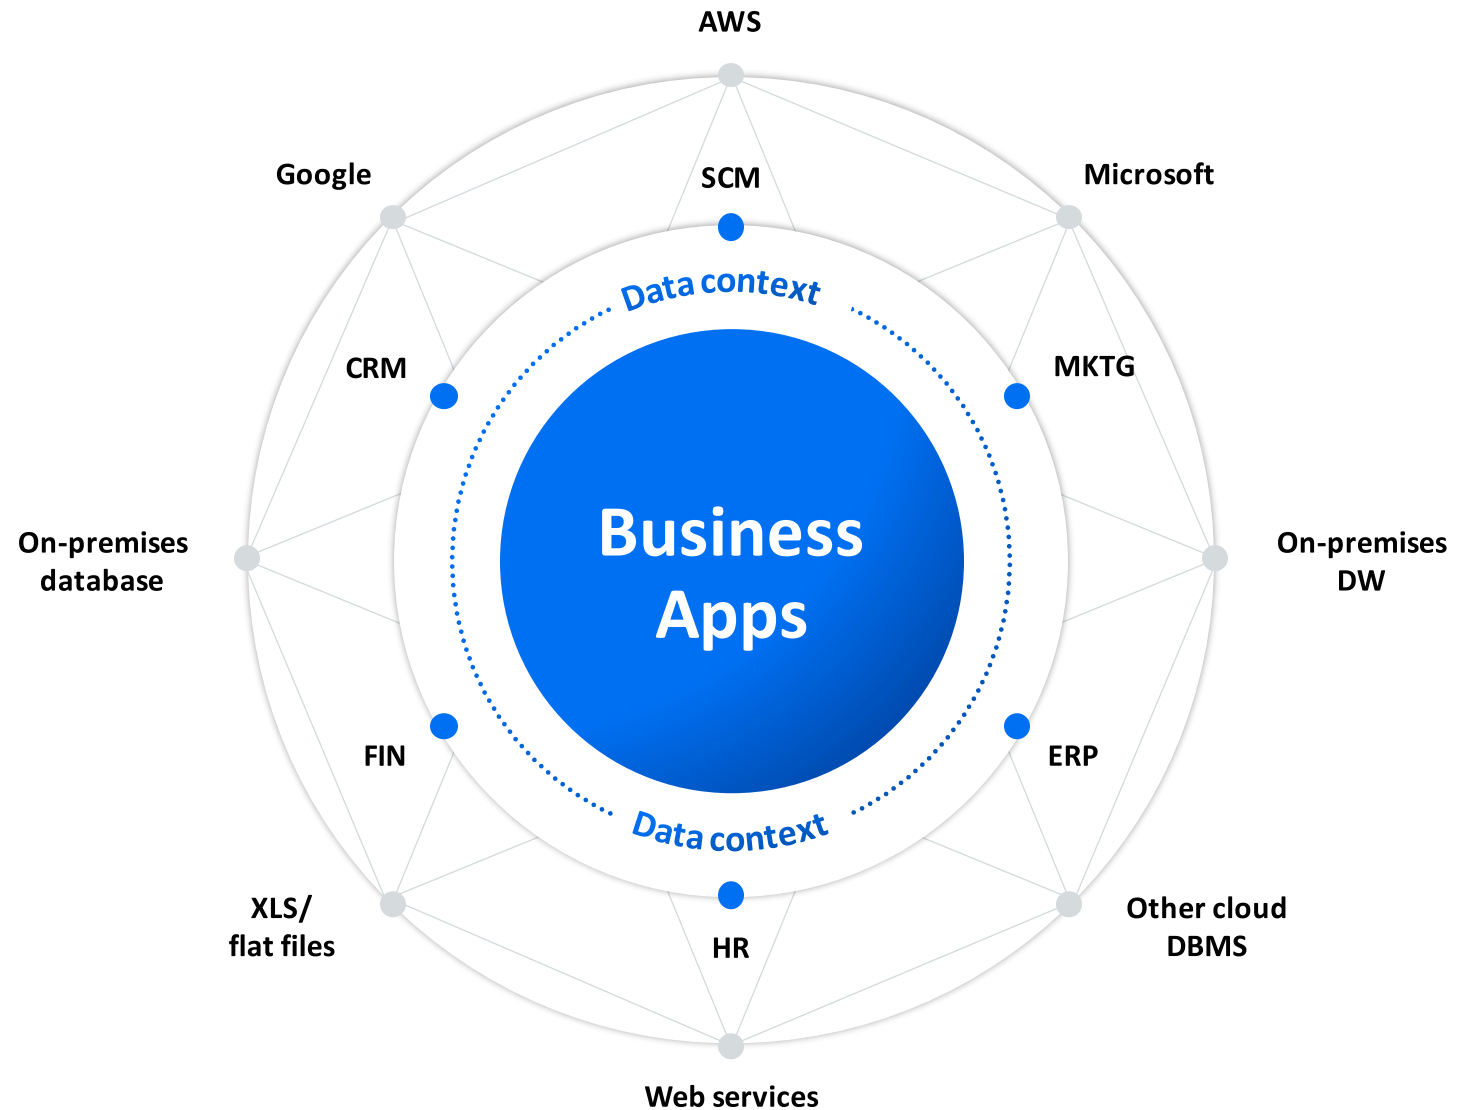 AWS
Google
Microsoft
SCM
Data context
CRM
MKTG
Business
Apps
On-premises
database
On-premises
DW
FIN
ERP
Data context
XLS/
flat files
HR
Other cloud
DBMS
Web services